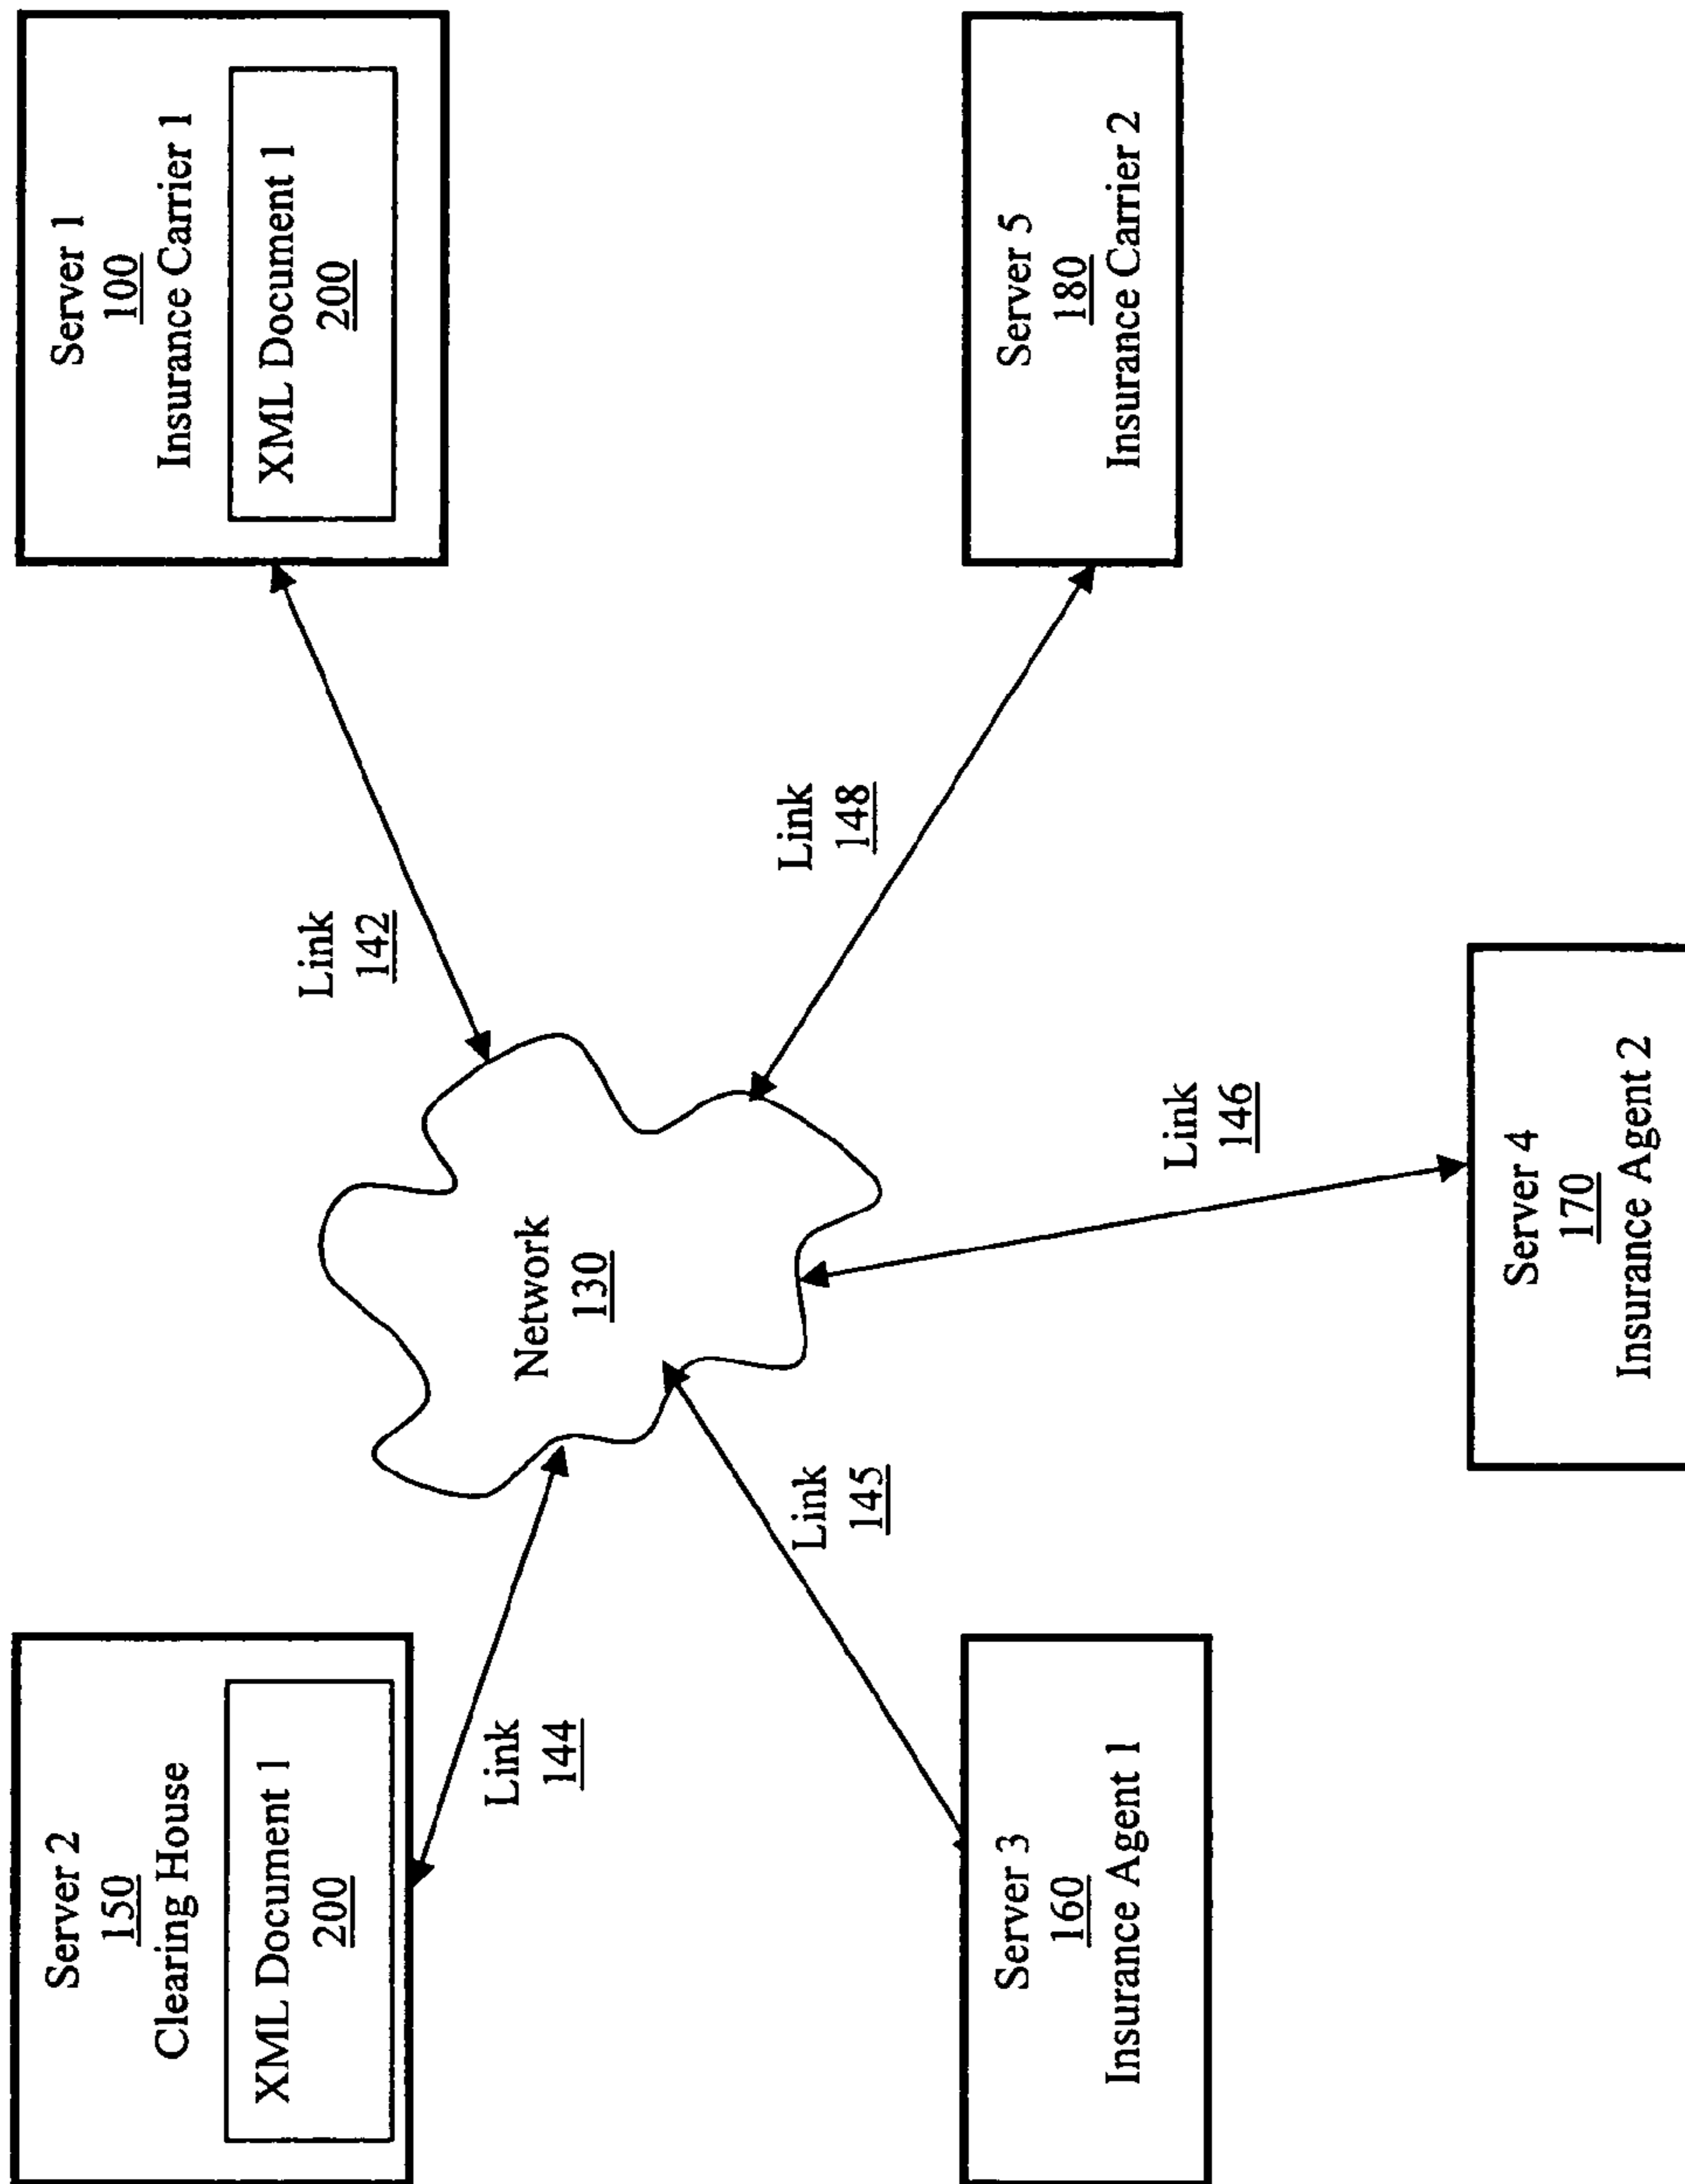 Server 2
150
Clearing House
XML Document 1
200
Server 1
100
Insurance Carrier 1
XML Document 1
200
Link
142
Link
144
Network
130
Link
148
Link
145
Link
146
Server 3
160
Insurance Agent 1
Server 5
180
Insurance Carrier 2
Server 4
170
Insurance Agent 2